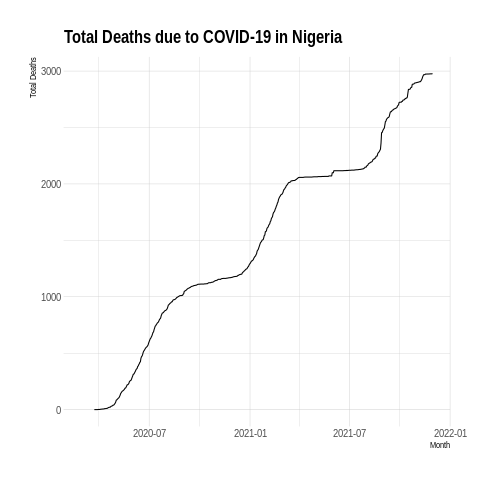 Total Deaths due to COVID-19 in Nigeria
Total Deaths
3000
2000
1000
0
2020-07 2021-01 2021-07 2022-01
Month